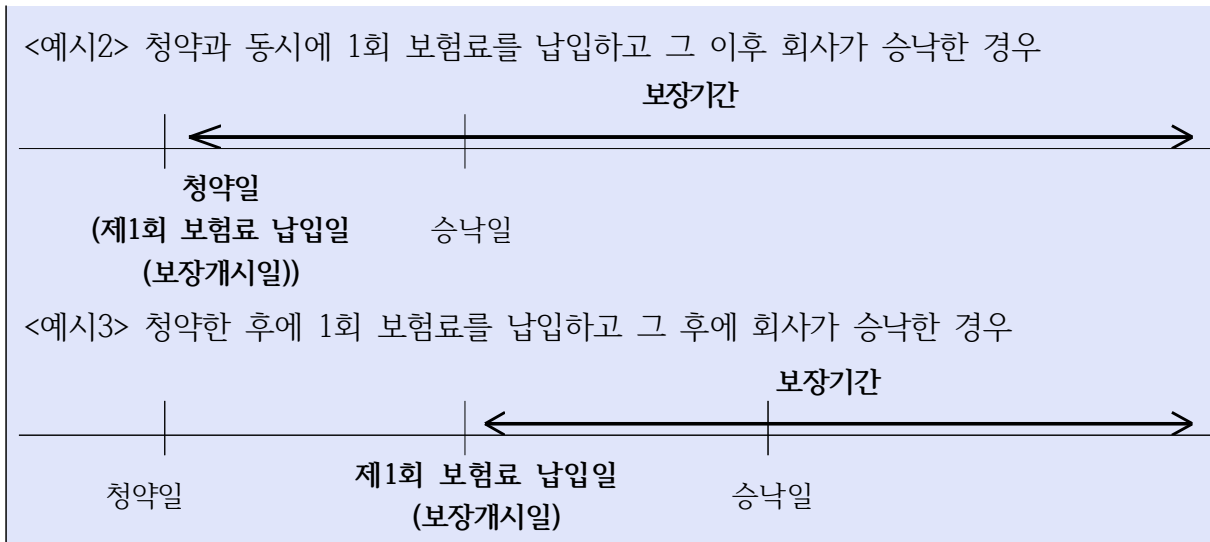 <예시2> 청약과 동시에 1회 보험료를 납입하고 그 이후 회사가 승낙한 경우
보장기간
청약일
(제1회 보험료 납입일
(보장개시일))
승낙일
<예시3> 청약한 후에 1회 보험료를 납입하고 그 후에 회사가 승낙한 경우
보장기간
청약일
제1회 보험료 납입일
(보장개시일)
승낙일